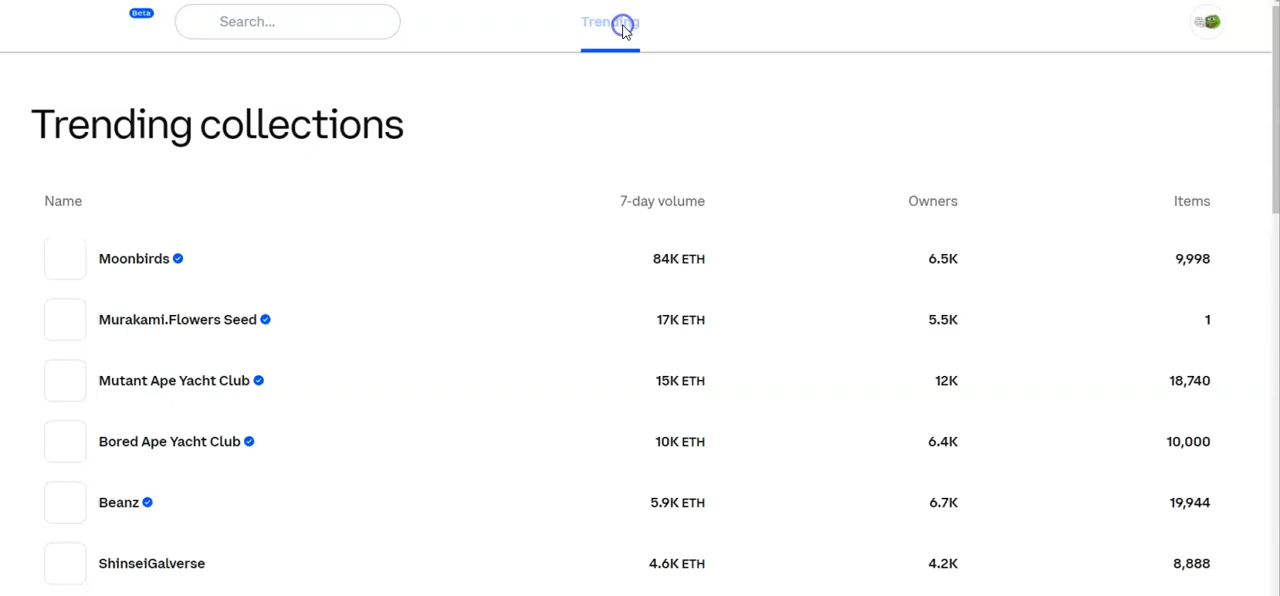 Beta
Search...
Trending
Trending collections
Name 7-day volume Owners Items
Moonbirds 84K ETH 6.5K 9,998
Murakami.Flowers Seed 17K ETH 5.5K 1
Mutant Ape Yacht Club 15K ETH 12K 18,740
Bored Ape Yacht Club 10K ETH 6.4K 10,000
Beanz 5.9K ETH 6.7K 19,944
ShinseiGalverse 4.6K ETH 4.2K 8,888